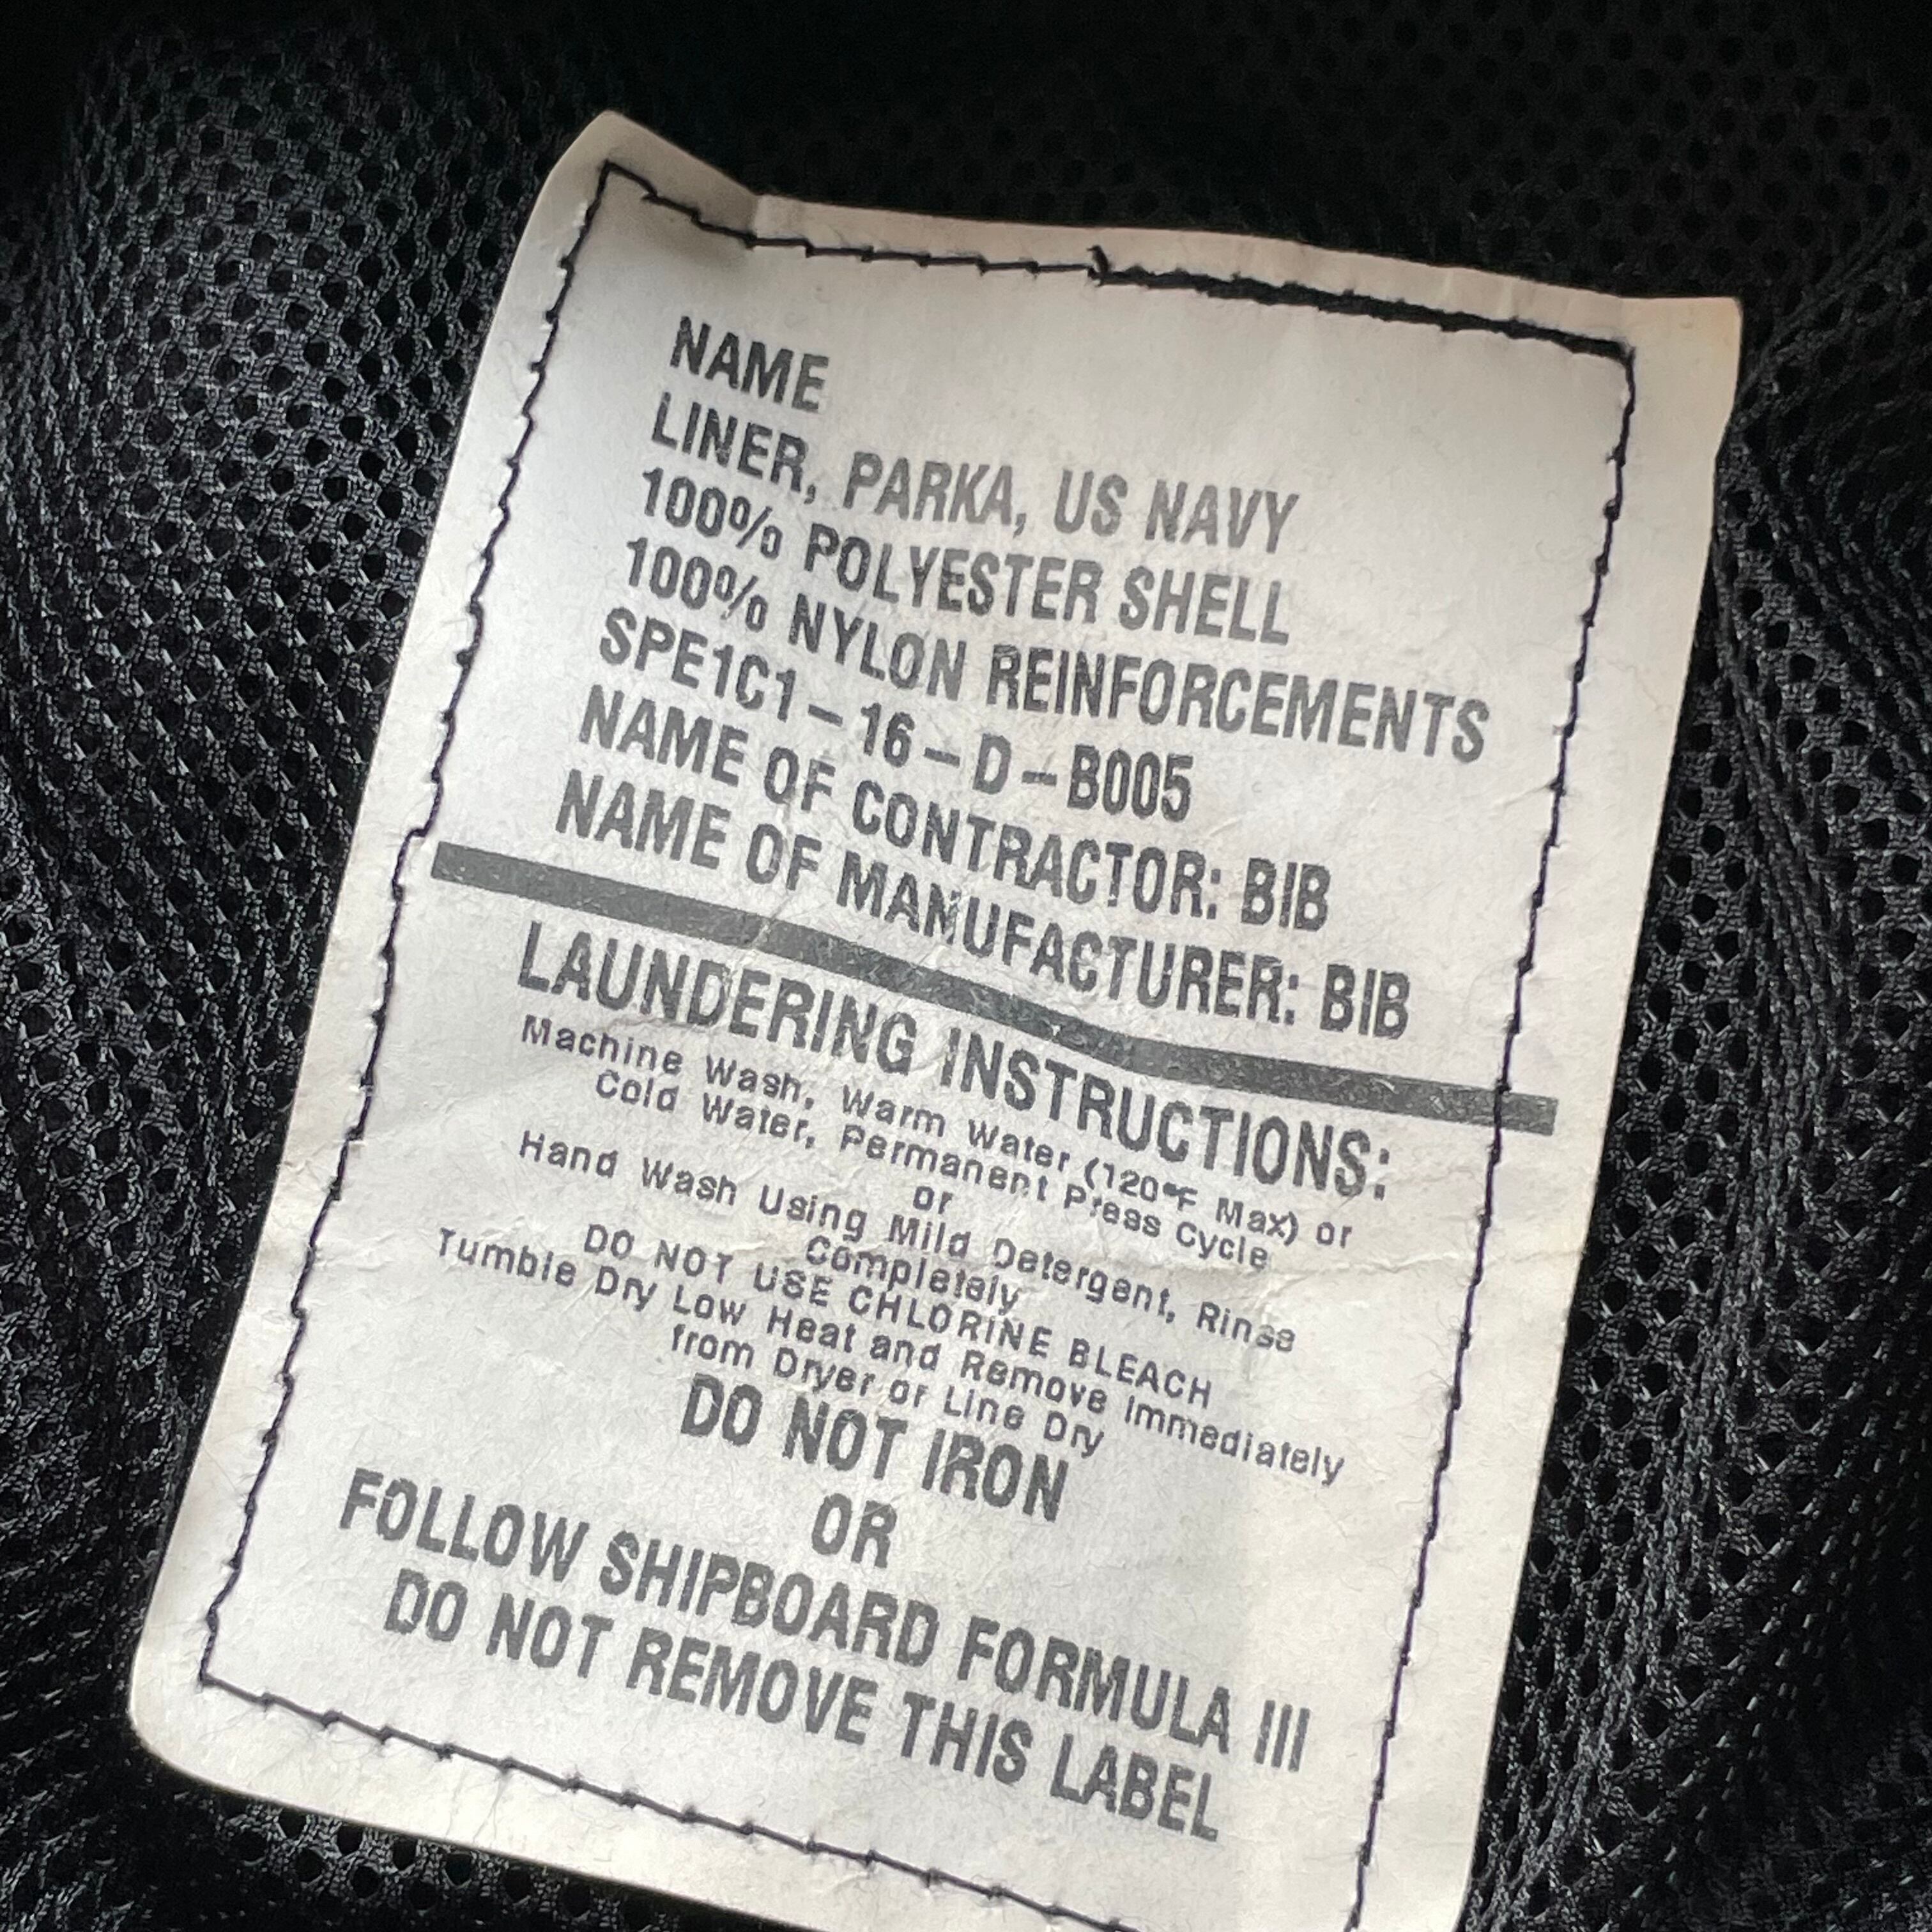 NAME
LINER, PARKA, US NAVY
100% POLYESTER SHELL
100% NYLON REINFORCEMENTS
SPE1C1-16-D-B005
NAME OF CONTRACTOR: BIB
NAME OF MANUFACTURER: BIB
LAUNDERING INSTRUCTIONS:
Machine Wash, Warm Water (120°F Max) or
Cold Water, Permanent Press Cycle
or
Hand Wash Using Mild Detergent, Rinse
Completely
DO NOT USE CHLORINE BLEACH
Tumble Dry Low Heat and Remove Immediately
from Dryer or Line Dry
DO NOT IRON
OR
FOLLOW SHIPBOARD FORMULA III
DO NOT REMOVE THIS LABEL